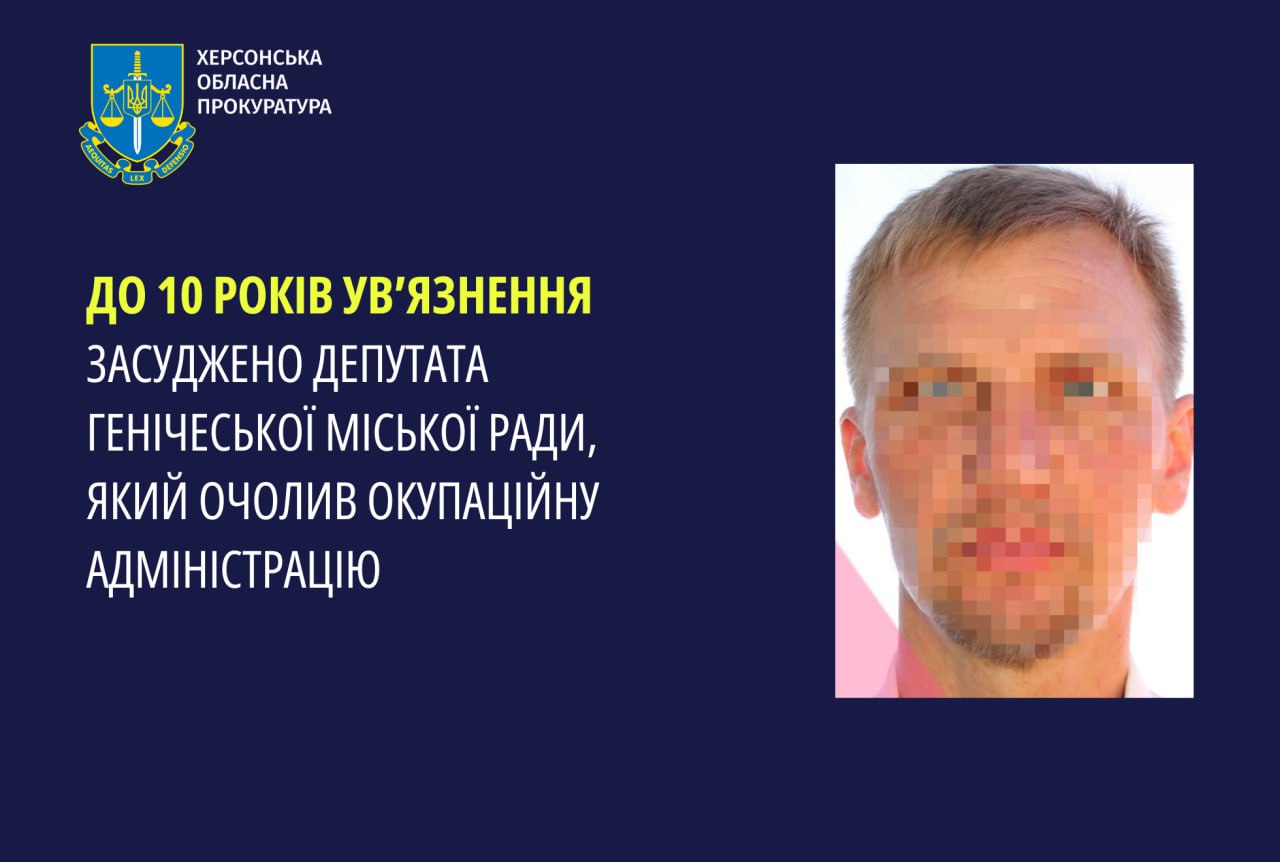 ХЕРСОНСЬКА
ОБЛАСНА
ПРОКУРАТУРА
AEQUITAS LEX DEFENSIO
ДО 10 РОКІВ УВ’ЯЗНЕННЯ
ЗАСУДЖЕНО ДЕПУТАТА
ГЕНІЧЕСЬКОЇ МІСЬКОЇ РАДИ,
ЯКИЙ ОЧОЛИВ ОКУПАЦІЙНУ
АДМІНІСТРАЦІЮ